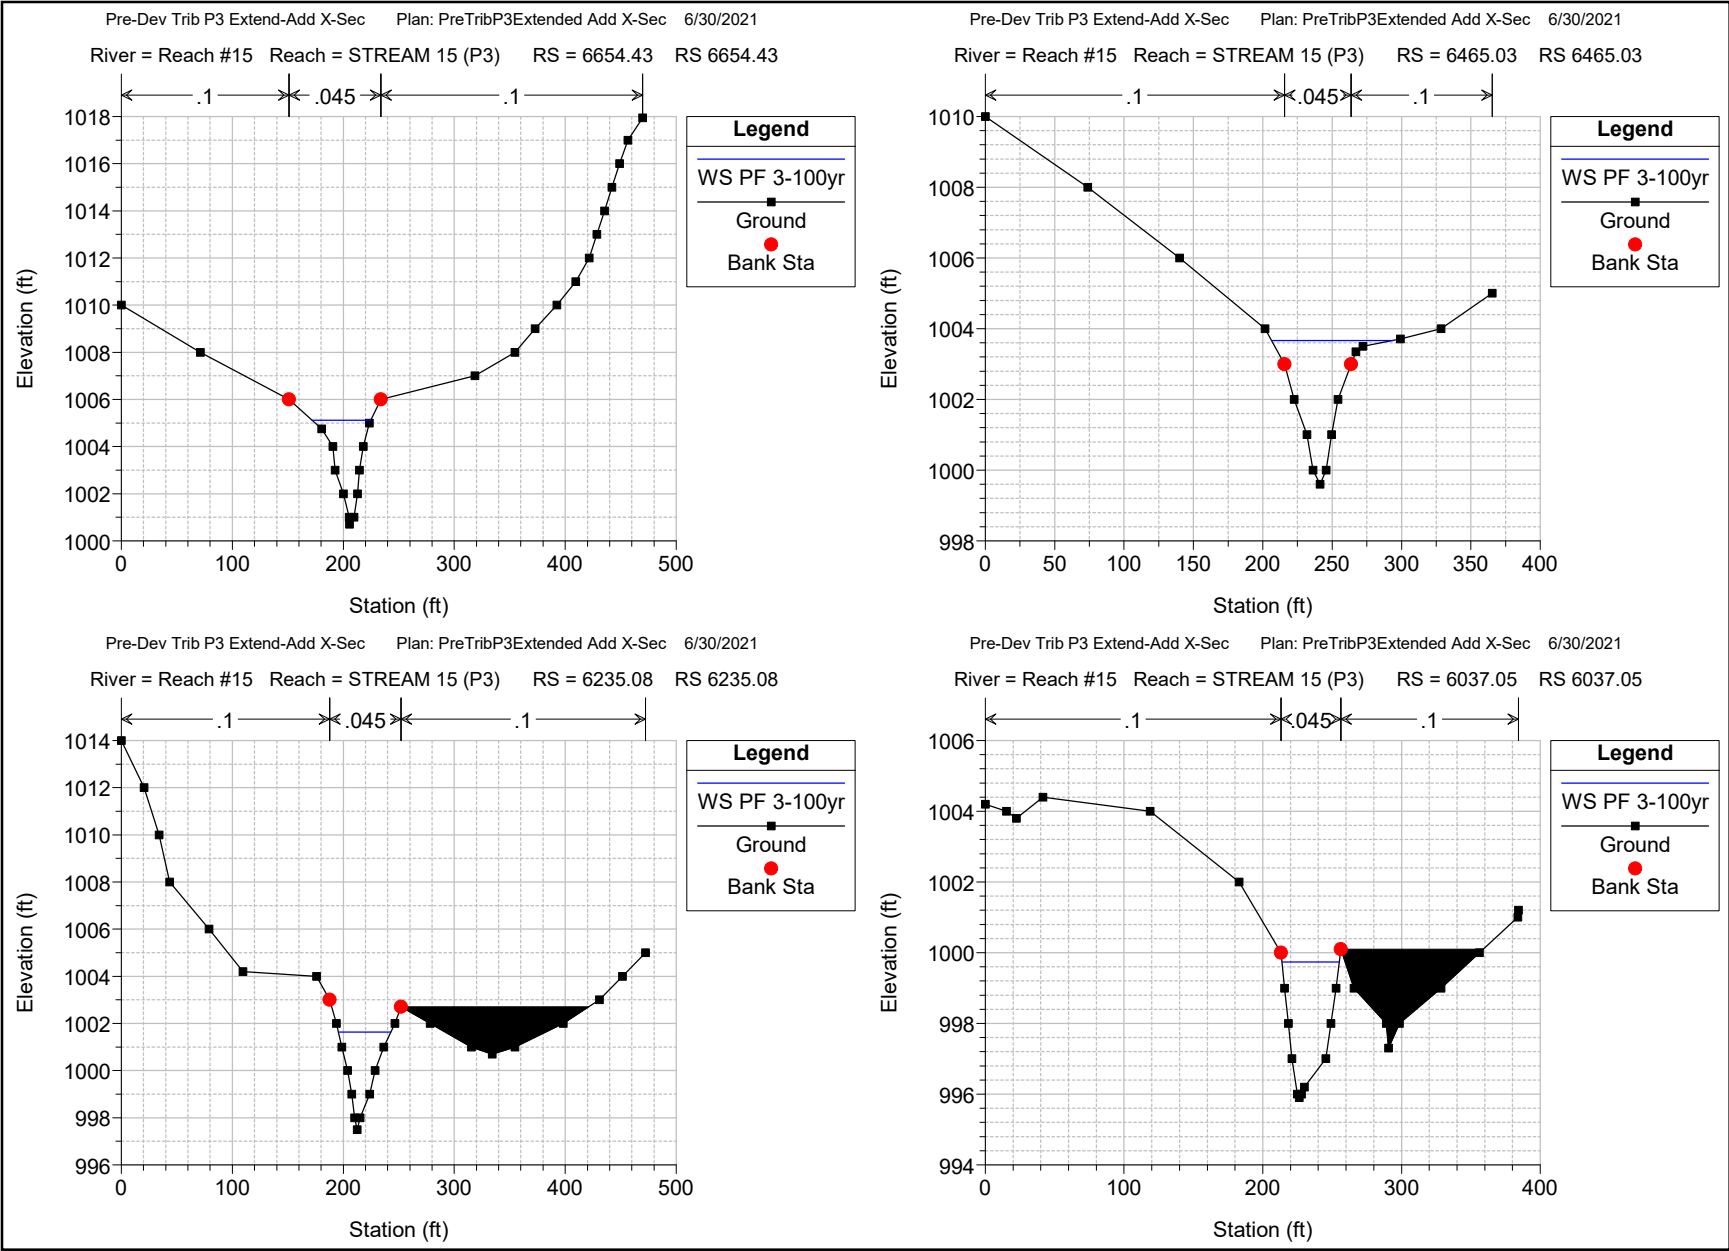 Pre-Dev Trib P3 Extend-Add X-Sec Plan: PreTribP3Extended Add X-Sec 6/30/2021
River = Reach #15 Reach = STREAM 15 (P3) RS = 6654.43 RS 6654.43
.1 .045 .1
1018
1016
1014
1012
1010
1008
1006
1004
1002
1000
Elevation (ft)
0 100 200 300 400 500
Station (ft)
Legend
WS PF 3-100yr
Ground
Bank Sta
Pre-Dev Trib P3 Extend-Add X-Sec Plan: PreTribP3Extended Add X-Sec 6/30/2021
River = Reach #15 Reach = STREAM 15 (P3) RS = 6465.03 RS 6465.03
.1 .045 .1
1010
1008
1006
1004
1002
1000
998
Elevation (ft)
0 50 100 150 200 250 300 350 400
Station (ft)
Legend
WS PF 3-100yr
Ground
Bank Sta
Pre-Dev Trib P3 Extend-Add X-Sec Plan: PreTribP3Extended Add X-Sec 6/30/2021
River = Reach #15 Reach = STREAM 15 (P3) RS = 6235.08 RS 6235.08
.1 .045 .1
1014
1012
1010
1008
1006
1004
1002
1000
998
996
Elevation (ft)
0 100 200 300 400 500
Station (ft)
Legend
WS PF 3-100yr
Ground
Bank Sta
Pre-Dev Trib P3 Extend-Add X-Sec Plan: PreTribP3Extended Add X-Sec 6/30/2021
River = Reach #15 Reach = STREAM 15 (P3) RS = 6037.05 RS 6037.05
.1 .045 .1
1006
1004
1002
1000
998
996
994
Elevation (ft)
0 100 200 300 400
Station (ft)
Legend
WS PF 3-100yr
Ground
Bank Sta